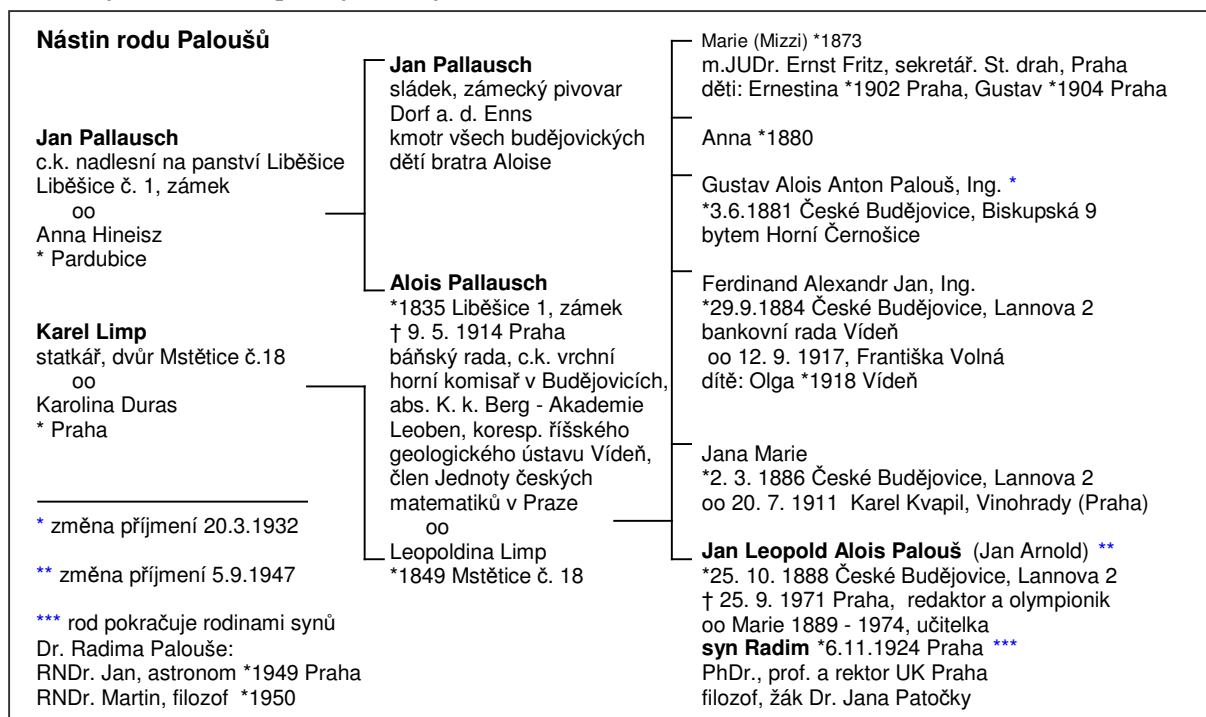 Nástin rodu Paloušů
Jan Pallausch
c.k. nadlesní na panství Liběšice
Liběšice č. 1, zámek
oo
Anna Hineisz
* Pardubice
Karel Limp
statkář, dvůr Mstětice č.18
oo
Karolina Duras
* Praha
* změna příjmení 20.3.1932
** změna příjmení 5.9.1947
*** rod pokračuje rodinami synů
Dr. Radima Palouše:
RNDr. Jan, astronom *1949 Praha
RNDr. Martin, filozof *1950
Jan Pallausch
sládek, zámecký pivovar
Dorf a. d. Enns
kmotr všech budějovických
dětí bratra Aloise
Alois Pallausch
*1835 Liběšice 1, zámek
† 9. 5. 1914 Praha
báňský rada, c.k. vrchní
horní komisař v Budějovicích,
abs. K. k. Berg - Akademie
Leoben, koresp. říšského
geologického ústavu Vídeň,
člen Jednoty českých
matematiků v Praze
oo
Leopoldina Limp
*1849 Mstětice č. 18
Marie (Mizzi) *1873
m.JUDr. Ernst Fritz, sekretář. St. drah, Praha
děti: Ernestina *1902 Praha, Gustav *1904 Praha
Anna *1880
Gustav Alois Anton Palouš, Ing. *
*3.6.1881 České Budějovice, Biskupská 9
bytem Horní Černošice
Ferdinand Alexandr Jan, Ing.
*29.9.1884 České Budějovice, Lannova 2
bankovní rada Vídeň
oo 12. 9. 1917, Františka Volná
dítě: Olga *1918 Vídeň
Jana Marie
*2. 3. 1886 České Budějovice, Lannova 2
oo 20. 7. 1911 Karel Kvapil, Vinohrady (Praha)
Jan Leopold Alois Palouš (Jan Arnold) **
*25. 10. 1888 České Budějovice, Lannova 2
† 25. 9. 1971 Praha, redaktor a olympionik
oo Marie 1889 - 1974, učitelka
syn Radim *6.11.1924 Praha ***
PhDr., prof. a rektor UK Praha
filozof, žák Dr. Jana Patočky